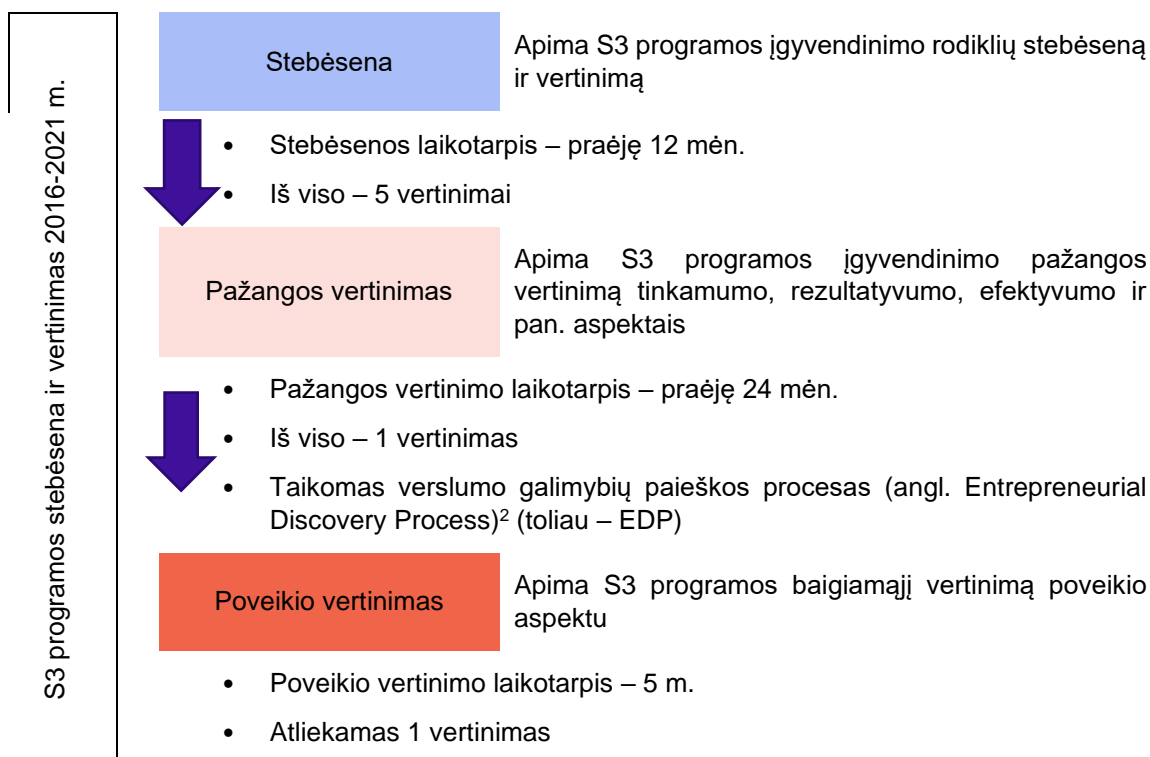 S3 programos stebėsena ir vertinimas 2016-2021 m.
Stebėsena
Apima S3 programos įgyvendinimo rodiklių stebėseną
ir vertinimą
• Stebėsenos laikotarpis – praėję 12 mėn.
• Iš viso – 5 vertinimai
Pažangos vertinimas
Apima S3 programos įgyvendinimo pažangos
vertinimą tinkamumo, rezultatyvumo, efektyvumo ir
pan. aspektais
• Pažangos vertinimo laikotarpis – praėję 24 mėn.
• Iš viso – 1 vertinimas
• Taikomas verslumo galimybių paieškos procesas (angl. Entrepreneurial
Discovery Process)² (toliau – EDP)
Poveikio vertinimas
Apima S3 programos baigiamąjį vertinimą poveikio
aspektu
• Poveikio vertinimo laikotarpis – 5 m.
• Atliekamas 1 vertinimas